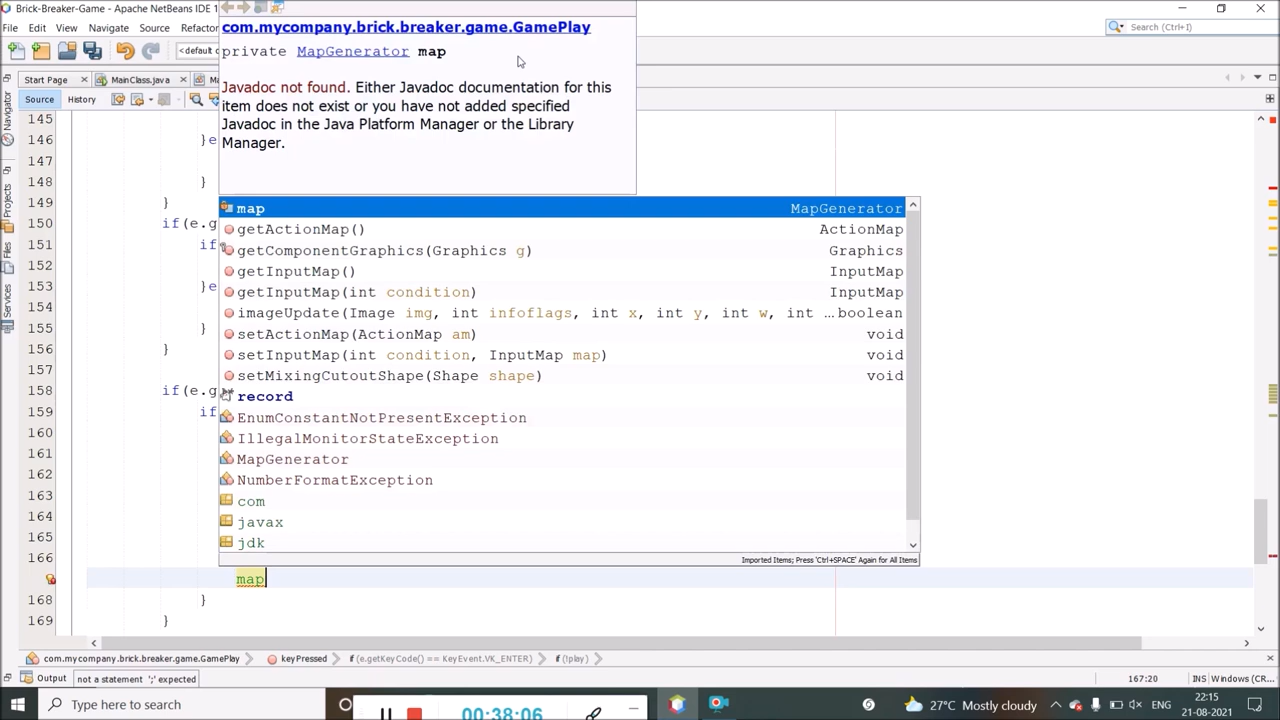 Brick-Breaker-Game - Apache NetBeans IDE 1
File Edit View Navigate Source Refactor
Search (Ctrl+I)
<default c
Start Page MainClass.java Ma
Source History
com.mycompany.brick.breaker.game.GamePlay
private MapGenerator map
Javadoc not found. Either Javadoc documentation for this
item does not exist or you have not added specified
Javadoc in the Java Platform Manager or the Library
Manager.
Navigator
Projects
Files
Services
145
146 }e
147
148 }
149 }
150 if(e.g
151 if
152
153 }e
154
155 }
156 }
157
158 if(e.g
159 if
160
161
162
163
164
165
166
map
168 }
169 }
map MapGenerator
getActionMap() ActionMap
getComponentGraphics(Graphics g) Graphics
getInputMap() InputMap
getInputMap(int condition) InputMap
imageUpdate(Image img, int infoflags, int x, int y, int w, int ... boolean
setActionMap(ActionMap am) void
setInputMap(int condition, InputMap map) void
setMixingCutoutShape(Shape shape) void
record
EnumConstantNotPresentException
IllegalMonitorStateException
MapGenerator
NumberFormatException
com
javax
jdk
Imported Items; Press 'Ctrl+SPACE' Again for All Items
com.mycompany.brick.breaker.game.GamePlay keyPressed if (e.getKeyCode() == KeyEvent.VK_ENTER) if (!play)
Output not a statement ';' expected 167:20 INS Windows (CR...
Type here to search
00:38:06
27°C Mostly cloudy
ENG
22:15
21-08-2021